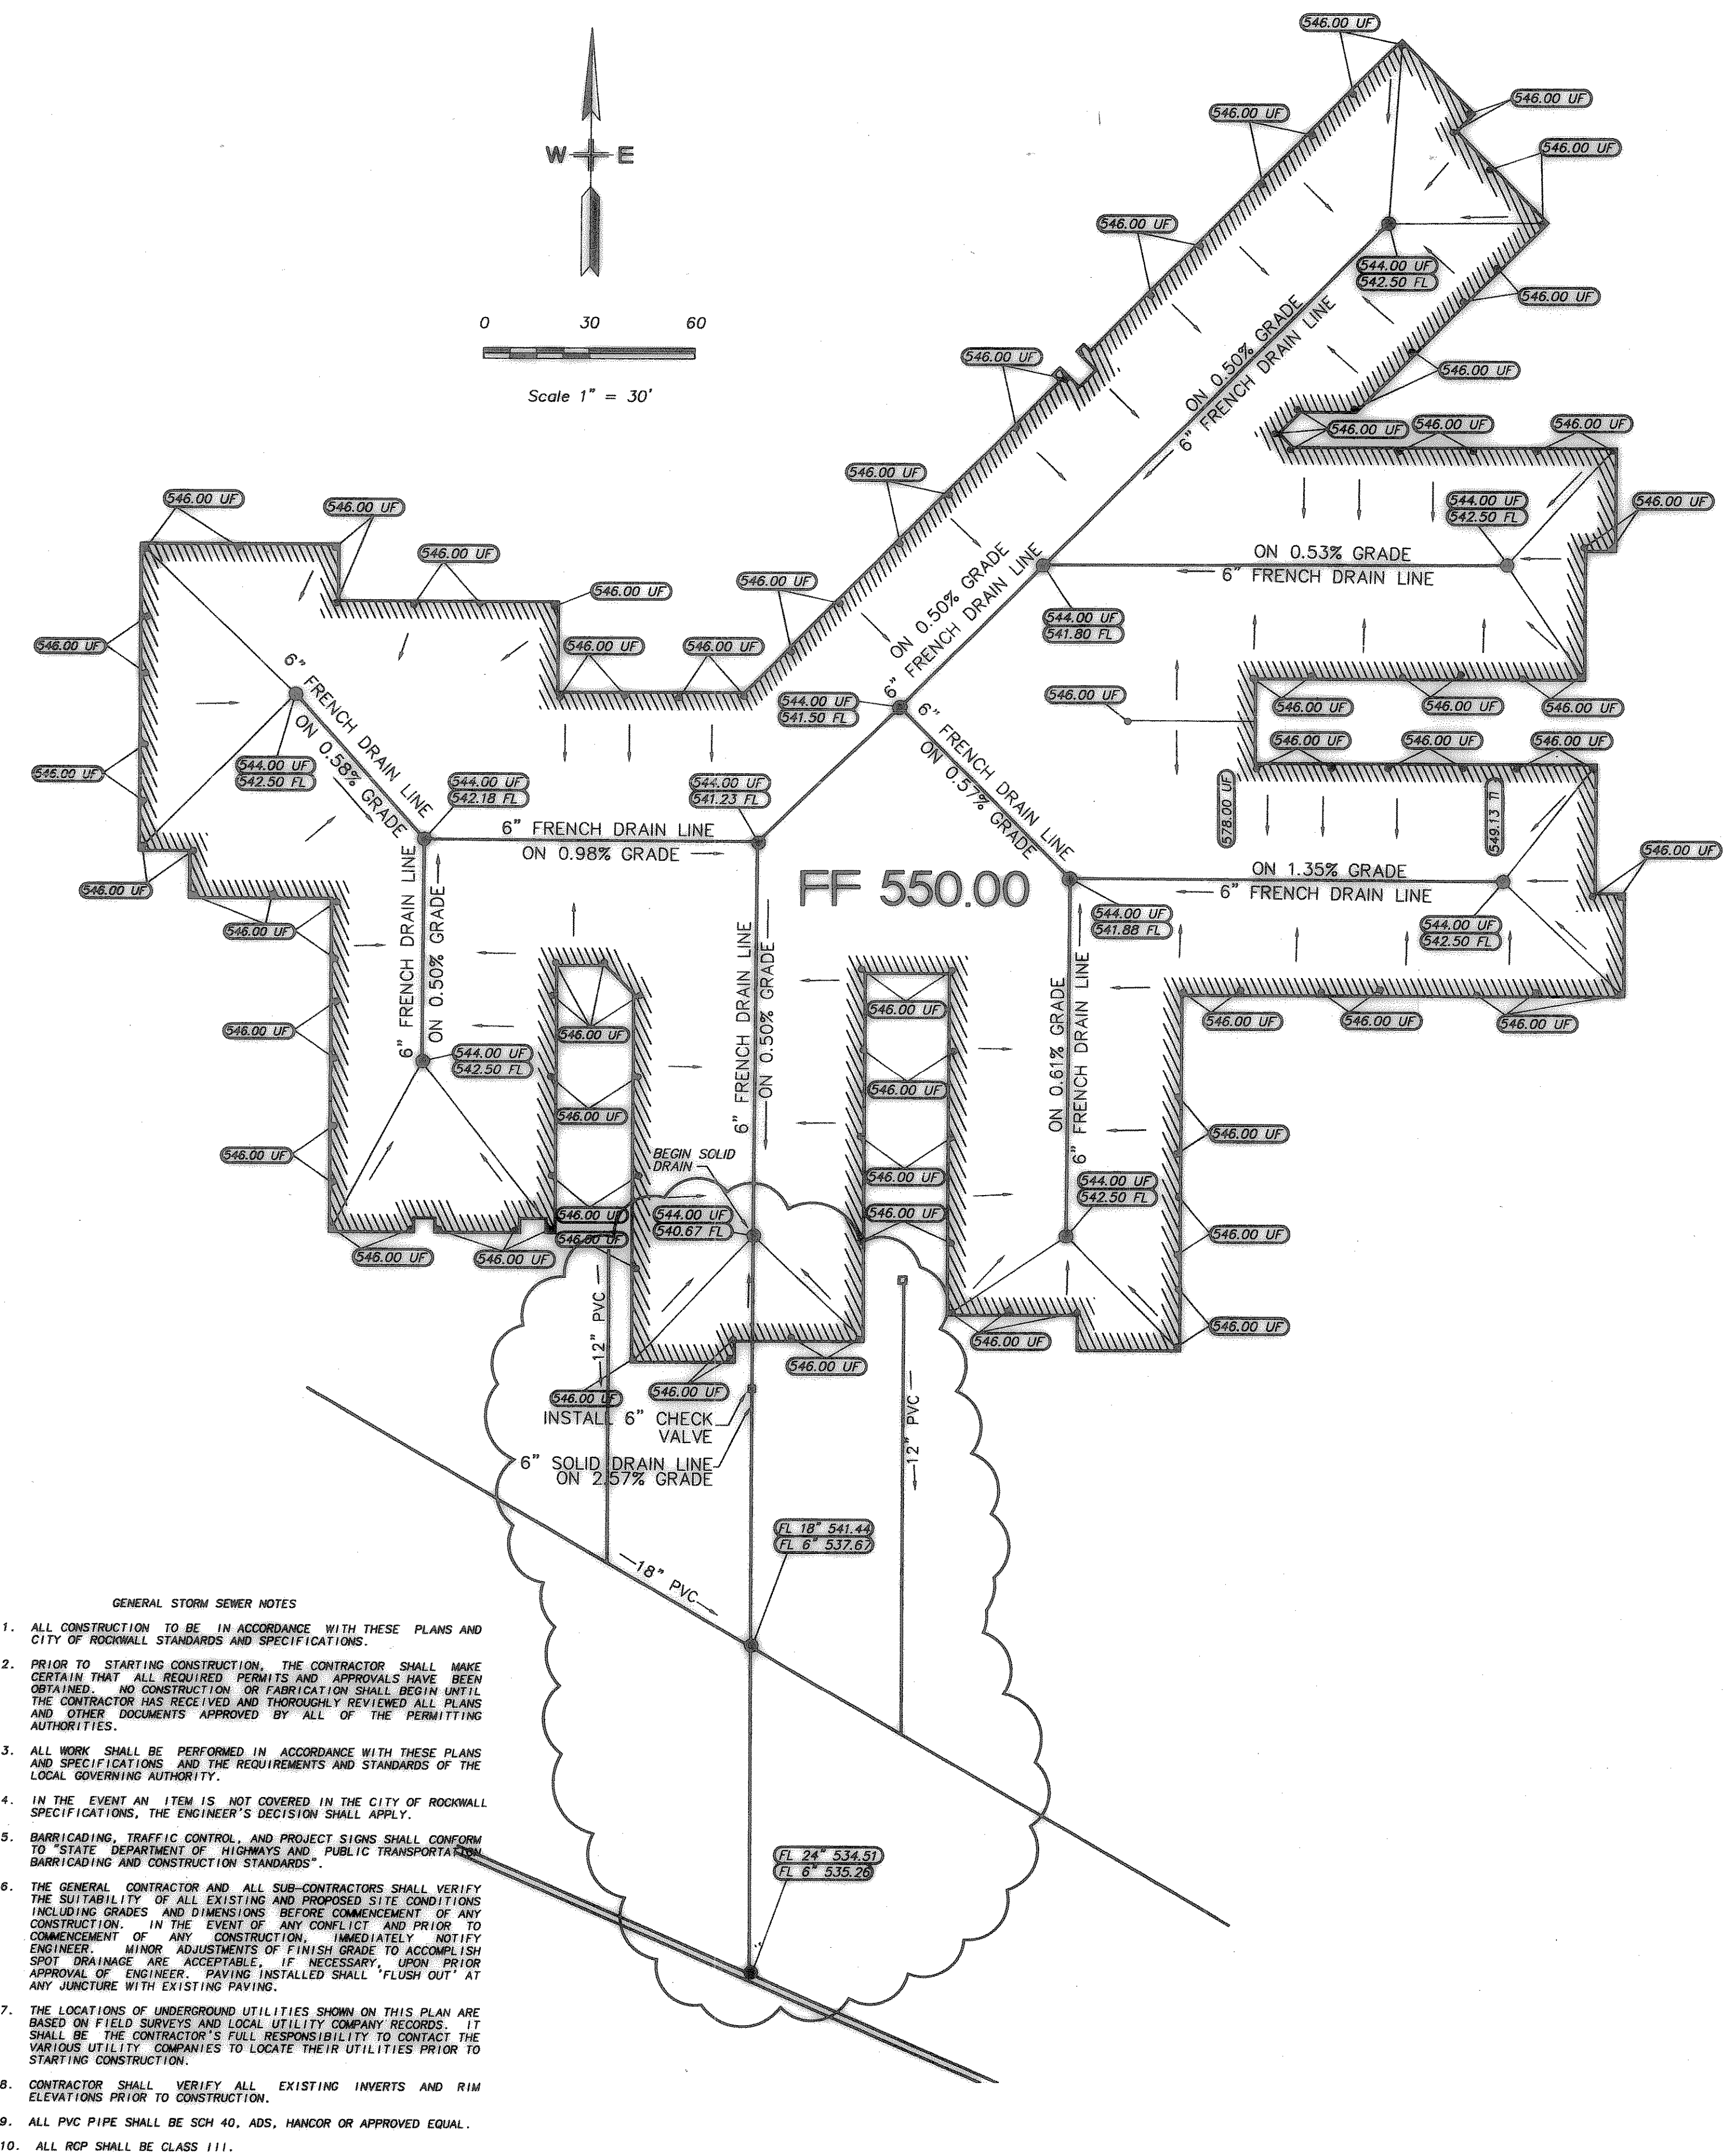 546.00 UF
546.00 UF
546.00 UF
546.00 UF
W E
546.00 UF
544.00 UF
542.50 FL
546.00 UF
0 30 60
ON 0.50% GRADE
6" FRENCH DRAIN LINE
546.00 UF
546.00 UF
Scale 1" = 30'
546.00 UF
546.00 UF
546.00 UF
546.00 UF
546.00 UF
546.00 UF
544.00 UF
542.50 FL
546.00 UF
546.00 UF
546.00 UF
ON 0.53% GRADE
6" FRENCH DRAIN LINE
546.00 UF
546.00 UF
ON 0.50% GRADE
6" FRENCH DRAIN LINE
544.00 UF
541.80 FL
546.00 UF
546.00 UF
546.00 UF
6" FRENCH DRAIN LINE
ON 0.58% GRADE
544.00 UF
541.50 FL
546.00 UF
546.00 UF
546.00 UF
546.00 UF
6" FRENCH DRAIN LINE
ON 0.57% GRADE
546.00 UF
546.00 UF
546.00 UF
546.00 UF
544.00 UF
542.50 FL
544.00 UF
542.18 FL
544.00 UF
541.23 FL
578.00 UF
549.13 TI
6" FRENCH DRAIN LINE
ON 0.98% GRADE
546.00 UF
546.00 UF
FF 550.00
ON 1.35% GRADE
6" FRENCH DRAIN LINE
544.00 UF
541.88 FL
544.00 UF
542.50 FL
546.00 UF
6" FRENCH DRAIN LINE
ON 0.50% GRADE
6" FRENCH DRAIN LINE
ON 0.50% GRADE
ON 0.61% GRADE
6" FRENCH DRAIN LINE
546.00 UF
546.00 UF
546.00 UF
546.00 UF
546.00 UF
546.00 UF
544.00 UF
542.50 FL
546.00 UF
546.00 UF
546.00 UF
546.00 UF
BEGIN SOLID
DRAIN
546.00 UF
544.00 UF
542.50 FL
546.00 UF
544.00 UF
540.67 FL
546.00 UF
546.00 UF
546.00 UF
546.00 UF
546.00 UF
12" PVC
546.00 UF
546.00 UF
546.00 UF
546.00 UF
546.00 UF
INSTALL 6" CHECK
VALVE
12" PVC
6" SOLID DRAIN LINE
ON 2.57% GRADE
FL 18" 541.44
FL 6" 537.67
18" PVC
FL 24" 534.51
FL 6" 535.26
GENERAL STORM SEWER NOTES
1. ALL CONSTRUCTION TO BE IN ACCORDANCE WITH THESE PLANS AND
CITY OF ROCKWALL STANDARDS AND SPECIFICATIONS.
2. PRIOR TO STARTING CONSTRUCTION, THE CONTRACTOR SHALL MAKE
CERTAIN THAT ALL REQUIRED PERMITS AND APPROVALS HAVE BEEN
OBTAINED. NO CONSTRUCTION OR FABRICATION SHALL BEGIN UNTIL
THE CONTRACTOR HAS RECEIVED AND THOROUGHLY REVIEWED ALL PLANS
AND OTHER DOCUMENTS APPROVED BY ALL OF THE PERMITTING
AUTHORITIES.
3. ALL WORK SHALL BE PERFORMED IN ACCORDANCE WITH THESE PLANS
AND SPECIFICATIONS AND THE REQUIREMENTS AND STANDARDS OF THE
LOCAL GOVERNING AUTHORITY.
4. IN THE EVENT AN ITEM IS NOT COVERED IN THE CITY OF ROCKWALL
SPECIFICATIONS, THE ENGINEER'S DECISION SHALL APPLY.
5. BARRICADING, TRAFFIC CONTROL, AND PROJECT SIGNS SHALL CONFORM
TO "STATE DEPARTMENT OF HIGHWAYS AND PUBLIC TRANSPORTATION
BARRICADING AND CONSTRUCTION STANDARDS".
6. THE GENERAL CONTRACTOR AND ALL SUB-CONTRACTORS SHALL VERIFY
THE SUITABILITY OF ALL EXISTING AND PROPOSED SITE CONDITIONS
INCLUDING GRADES AND DIMENSIONS BEFORE COMMENCEMENT OF ANY
CONSTRUCTION. IN THE EVENT OF ANY CONFLICT AND PRIOR TO
COMMENCEMENT OF ANY CONSTRUCTION, IMMEDIATELY NOTIFY
ENGINEER. MINOR ADJUSTMENTS OF FINISH GRADE TO ACCOMPLISH
SPOT DRAINAGE ARE ACCEPTABLE, IF NECESSARY, UPON PRIOR
APPROVAL OF ENGINEER. PAVING INSTALLED SHALL 'FLUSH OUT' AT
ANY JUNCTURE WITH EXISTING PAVING.
7. THE LOCATIONS OF UNDERGROUND UTILITIES SHOWN ON THIS PLAN ARE
BASED ON FIELD SURVEYS AND LOCAL UTILITY COMPANY RECORDS. IT
SHALL BE THE CONTRACTOR'S FULL RESPONSIBILITY TO CONTACT THE
VARIOUS UTILITY COMPANIES TO LOCATE THEIR UTILITIES PRIOR TO
STARTING CONSTRUCTION.
8. CONTRACTOR SHALL VERIFY ALL EXISTING INVERTS AND RIM
ELEVATIONS PRIOR TO CONSTRUCTION.
9. ALL PVC PIPE SHALL BE SCH 40, ADS, HANCOR OR APPROVED EQUAL.
10. ALL RCP SHALL BE CLASS III.